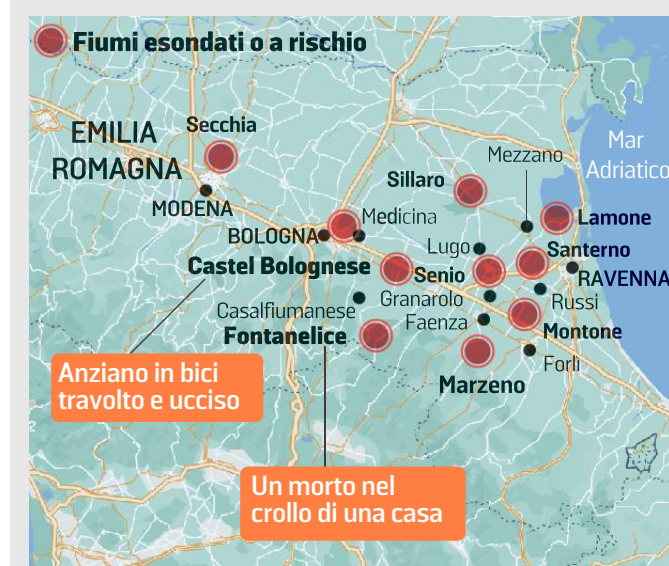 Fiumi esondati o a rischio
EMILIA
ROMAGNA
Secchia
MODENA
Mar
Adriatico
Mezzano
Sillaro
Lamone
Medicina
BOLOGNA
Lugo
Santerno
Castel Bolognese
Senio
RAVENNA
Granarolo
Russi
Casalfiumanese
Faenza
Fontanelice
Montone
Forlì
Marzeno
Anziano in bici
travolto e ucciso
Un morto nel
crollo di una casa